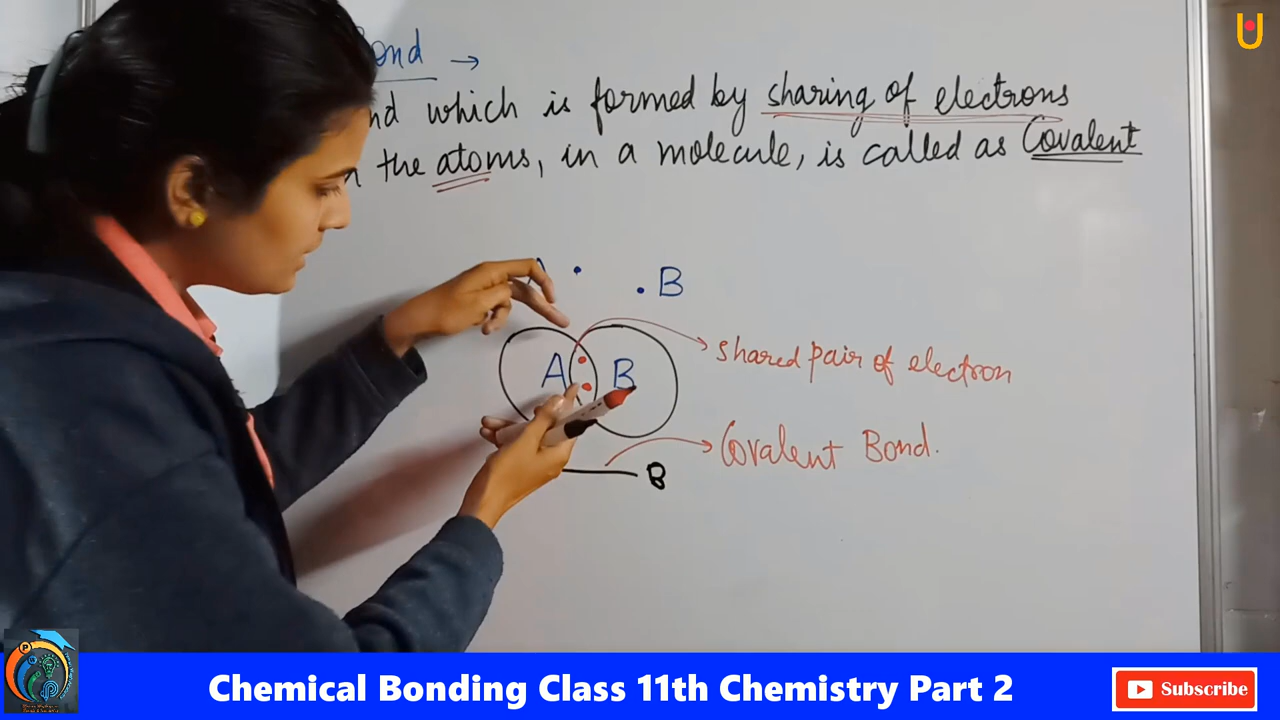 ond →
nd which is formed by sharing of electrons
the atoms, in a molecule, is called as Covalent
A · · B
A B
shared pair of electron
Covalent Bond.
B
Chemical Bonding Class 11th Chemistry Part 2
Subscribe